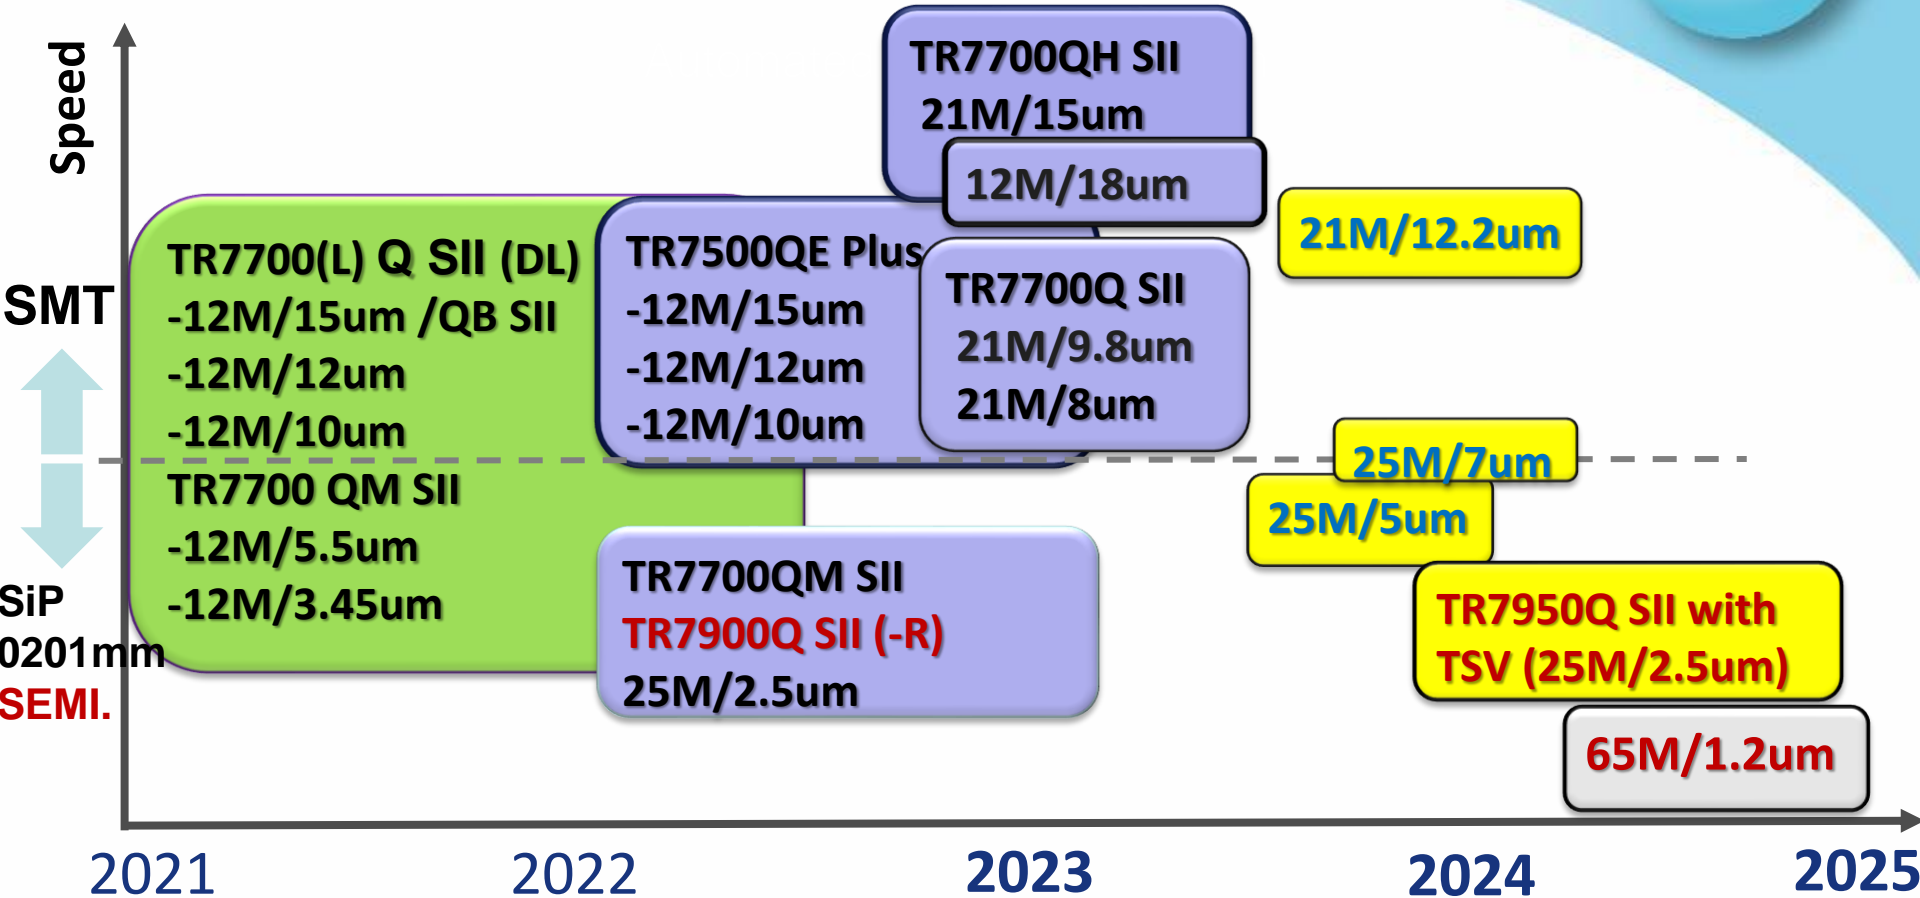 Speed
TR7700QH SII
21M/15um
12M/18um
21M/12.2um
SMT
TR7700(L) Q SII (DL)
-12M/15um /QB SII
-12M/12um
-12M/10um
TR7700 QM SII
-12M/5.5um
-12M/3.45um
TR7500QE Plus
-12M/15um
-12M/12um
-12M/10um
TR7700Q SII
21M/9.8um
21M/8um
25M/7um
25M/5um
SiP
0201mm
SEMI.
TR7700QM SII
TR7900Q SII (-R)
25M/2.5um
TR7950Q SII with
TSV (25M/2.5um)
65M/1.2um
2021
2022
2023
2024
2025